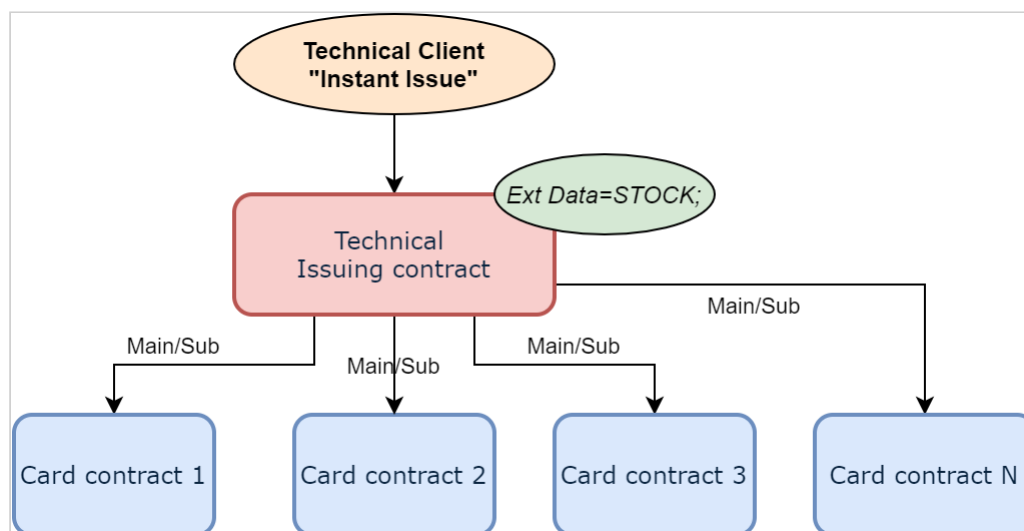 Technical Client
"Instant Issue"
Ext Data=STOCK;
Technical
Issuing contract
Main/Sub
Main/Sub
Main/Sub
Main/Sub
Card contract 1
Card contract 2
Card contract 3
Card contract N